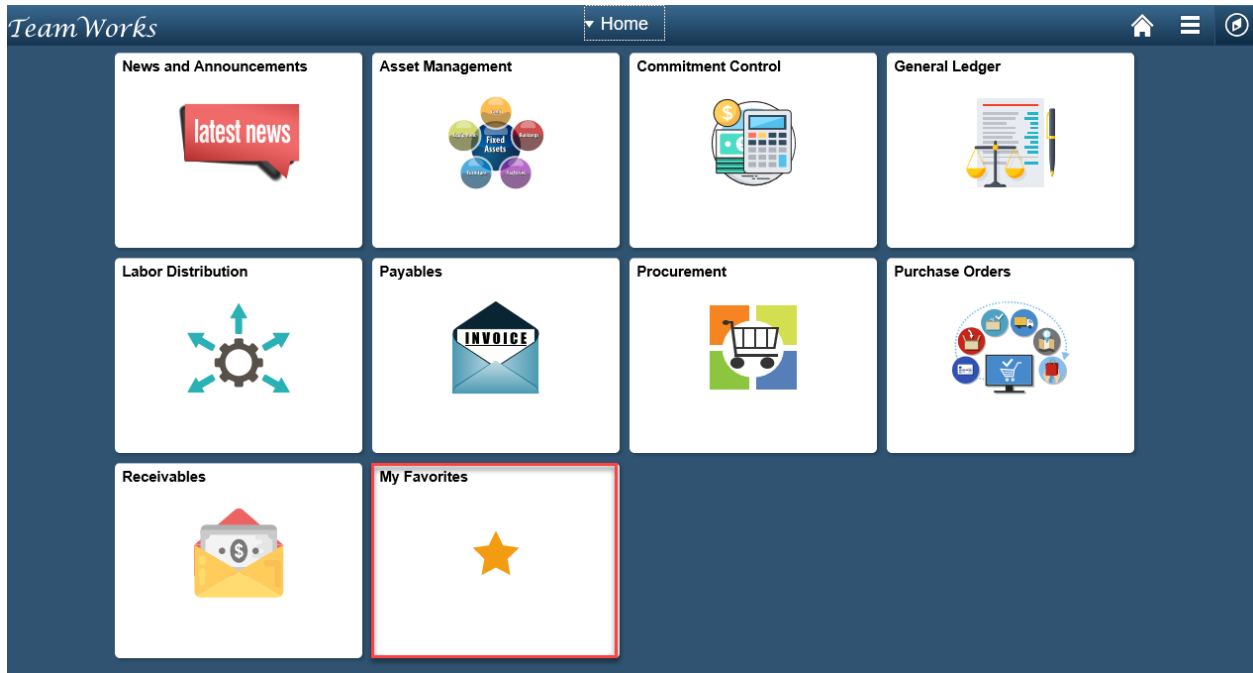 TeamWorks
Home
News and Announcements
Asset Management
Commitment Control
General Ledger
latest news
Fixed
Assets
Labor Distribution
Payables
Procurement
Purchase Orders
INVOICE
Receivables
My Favorites